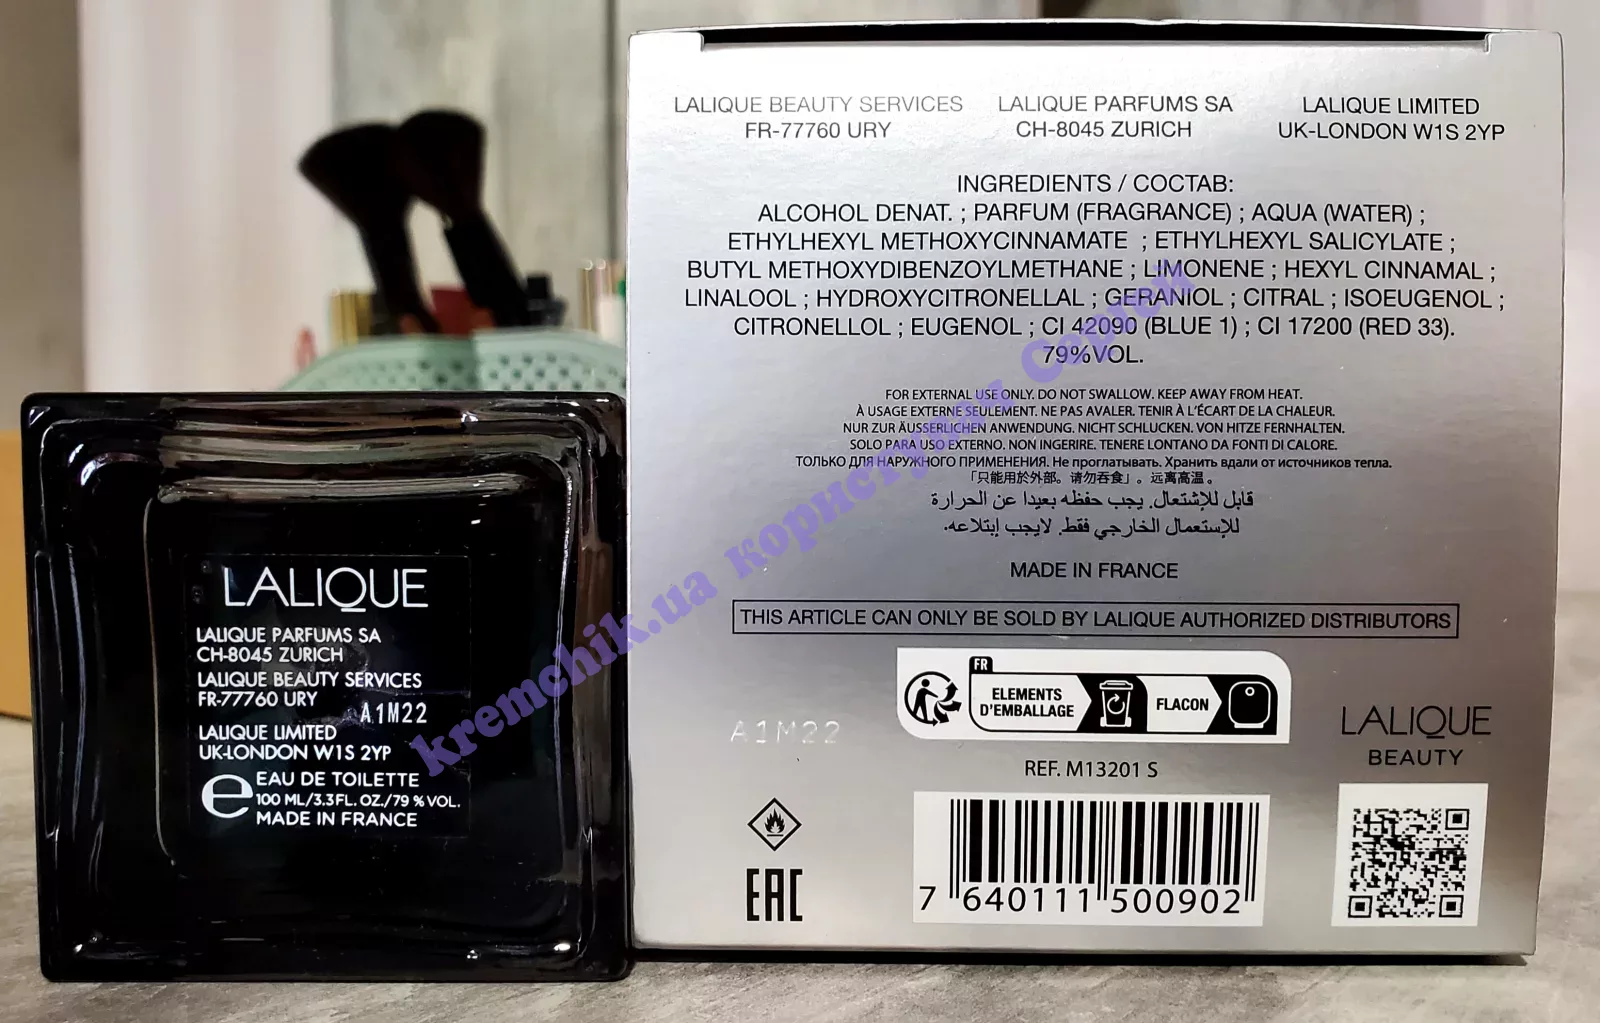 LALIQUE BEAUTY SERVICES
FR-77760 URY
LALIQUE PARFUMS SA
CH-8045 ZURICH
LALIQUE LIMITED
UK-LONDON W1S 2YP
INGREDIENTS / СОСТАВ:
ALCOHOL DENAT. ; PARFUM (FRAGRANCE) ; AQUA (WATER) ;
ETHYLHEXYL METHOXYCINNAMATE ; ETHYLHEXYL SALICYLATE ;
BUTYL METHOXYDIBENZOYLMETHANE ; LIMONENE ; HEXYL CINNAMAL ;
LINALOOL ; HYDROXYCITRONELLAL ; GERANIOL ; CITRAL ; ISOEUGENOL ;
CITRONELLOL ; EUGENOL ; CI 42090 (BLUE 1) ; CI 17200 (RED 33).
79%VOL.
FOR EXTERNAL USE ONLY. DO NOT SWALLOW. KEEP AWAY FROM HEAT.
À USAGE EXTERNE SEULEMENT. NE PAS AVALER. TENIR À L'ÉCART DE LA CHALEUR.
NUR ZUR ÄUSSERLICHEN ANWENDUNG. NICHT SCHLUCKEN. VON HITZE FERNHALTEN.
SOLO PARA USO EXTERNO. NON INGERIRE. TENERE LONTANO DA FONTI DI CALORE.
ТОЛЬКО ДЛЯ НАРУЖНОГО ПРИМЕНЕНИЯ. Не проглатывать. Хранить вдали от источников тепла.
「只能用於外部。请勿吞食」。远离高温。
قابل للإشتعال. يجب حفظه بعيدا عن الحرارة
للإستعمال الخارجي فقط. لايجب إبتلاعه.
MADE IN FRANCE
THIS ARTICLE CAN ONLY BE SOLD BY LALIQUE AUTHORIZED DISTRIBUTORS
FR
ELEMENTS
D'EMBALLAGE
FLACON
A1M22
REF. M13201 S
LALIQUE
BEAUTY
EAC
7 640111 500902
LALIQUE
LALIQUE PARFUMS SA
CH-8045 ZURICH
LALIQUE BEAUTY SERVICES
FR-77760 URY
A1M22
LALIQUE LIMITED
UK-LONDON W1S 2YP
e EAU DE TOILETTE
100 ML/3.3FL. OZ./79 % VOL.
MADE IN FRANCE
kremchik.ua користувач Сергей